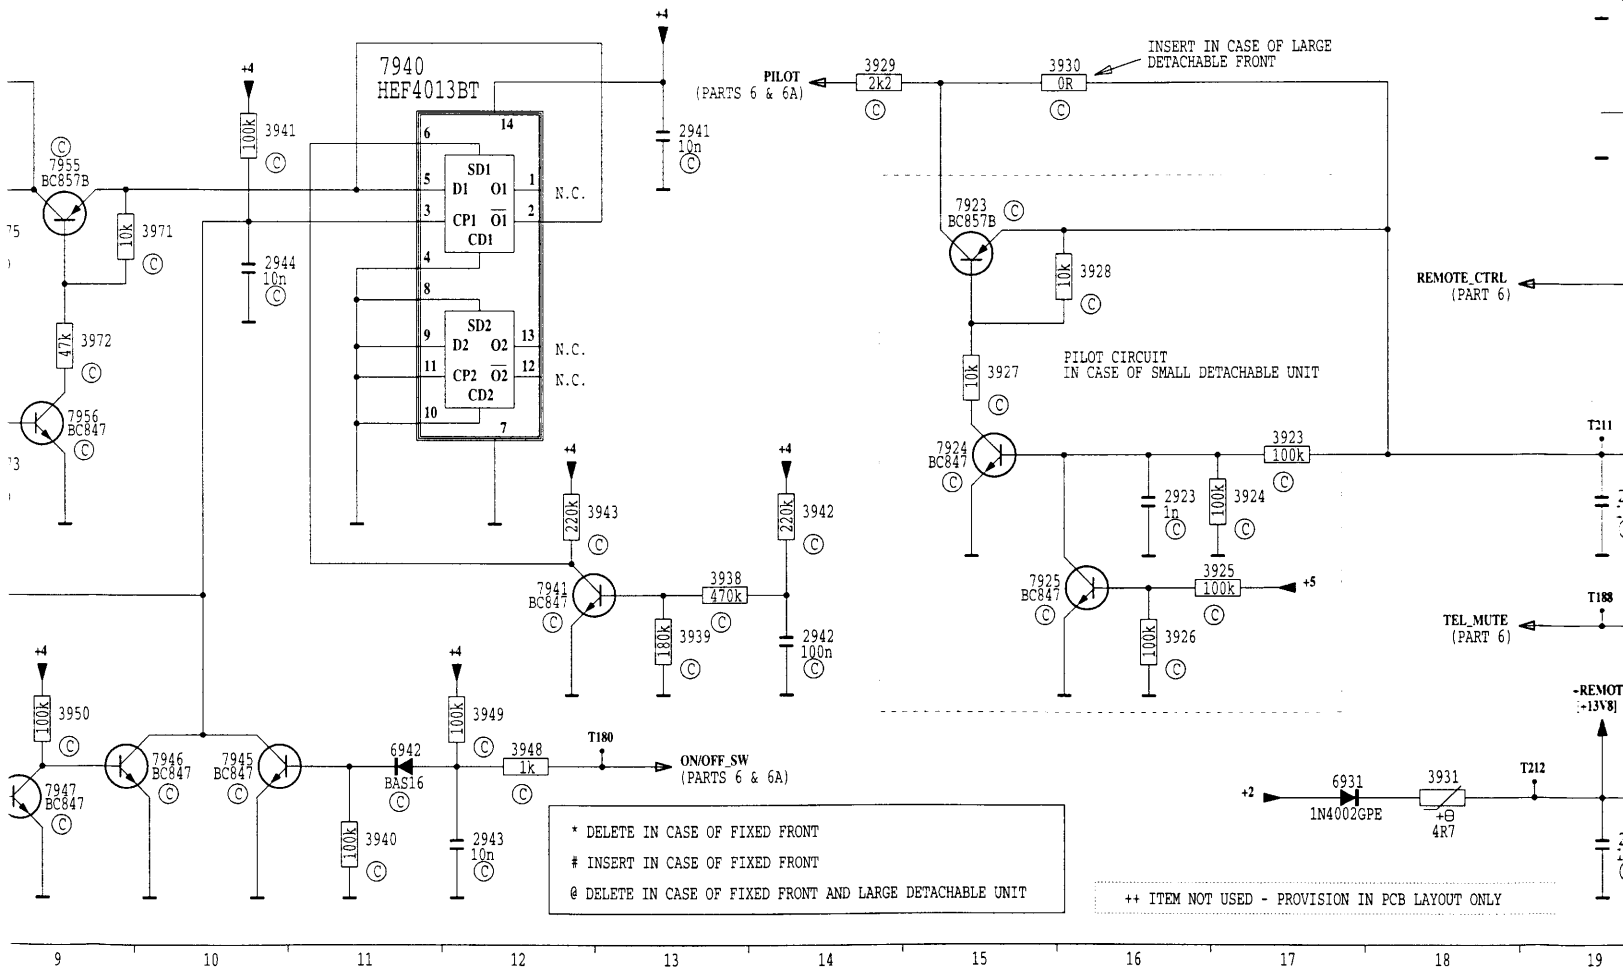 +4
7940
HEF4013BT
+4
PILOT
(PARTS 6 & 6A)
3929
2k2
C
3930
0R
C
INSERT IN CASE OF LARGE
DETACHABLE FRONT
100k
3941
C
14
6
SD1
5
D1
O1
1
N.C.
3
CP1
O1
2
CD1
4
8
SD2
9
D2
O2
13
N.C.
11
CP2
O2
12
N.C.
CD2
10
7
2941
10n
C
C
7955
BC857B
10k
3971
C
2944
10n
C
47k
3972
C
7956
BC847
C
7923
BC857B
C
10k
3928
C
REMOTE_CTRL
(PART 6)
10k
3927
C
PILOT CIRCUIT
IN CASE OF SMALL DETACHABLE UNIT
7924
BC847
C
3923
100k
C
T211
2923
1n
C
100k
3924
C
+4
220k
3943
C
+4
220k
3942
C
7941
BC847
C
3938
470k
C
180k
3939
C
2942
100n
C
7925
BC847
C
3925
100k
C
+5
100k
3926
C
T188
TEL_MUTE
(PART 6)
+4
100k
3950
C
7946
BC847
C
7945
BC847
C
7947
BC847
C
+4
100k
3949
C
6942
BAS16
C
3948
1k
C
T180
ON/OFF_SW
(PARTS 6 & 6A)
100k
3940
C
2943
10n
C
-REMOT
[+13V8]
+2
6931
1N4002GPE
3931
4R7
T212
* DELETE IN CASE OF FIXED FRONT
# INSERT IN CASE OF FIXED FRONT
@ DELETE IN CASE OF FIXED FRONT AND LARGE DETACHABLE UNIT
++ ITEM NOT USED - PROVISION IN PCB LAYOUT ONLY
9
10
11
12
13
14
15
16
17
18
19